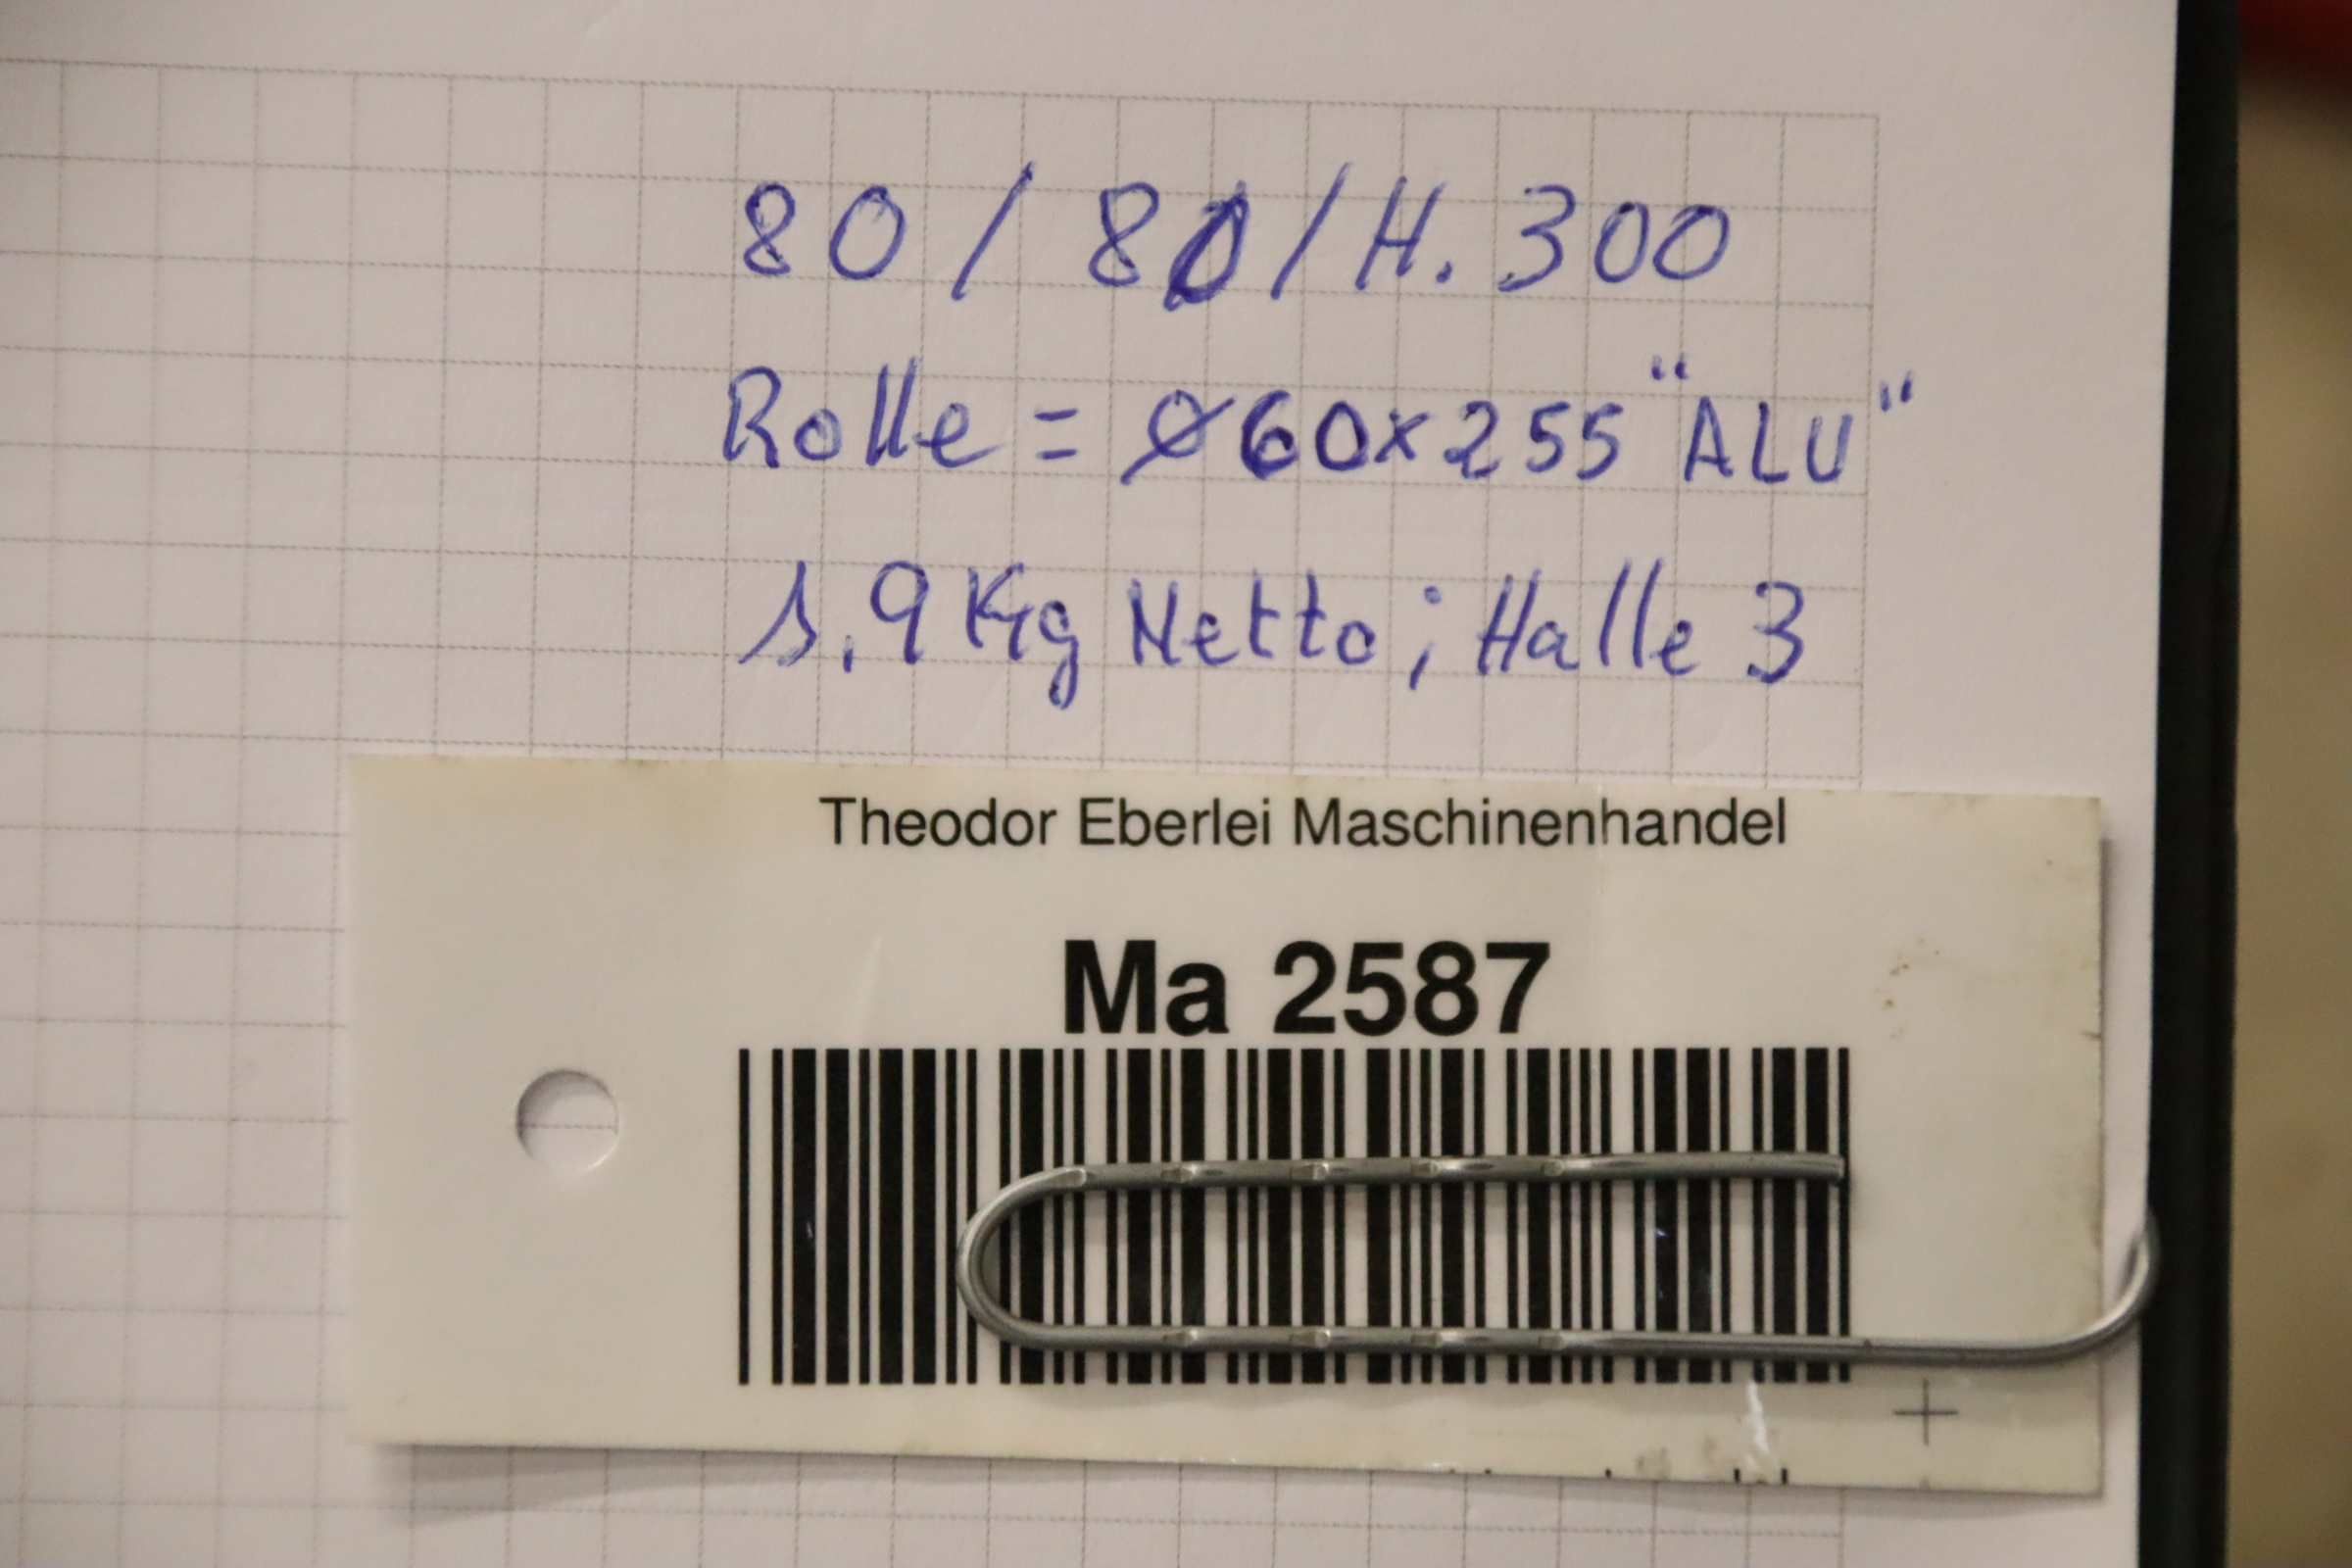 80 / 80 / H. 300
Rolle = ø60x255 "ALU"
1.9 Kg Netto; Halle 3
Theodor Eberlei Maschinenhandel
Ma 2587